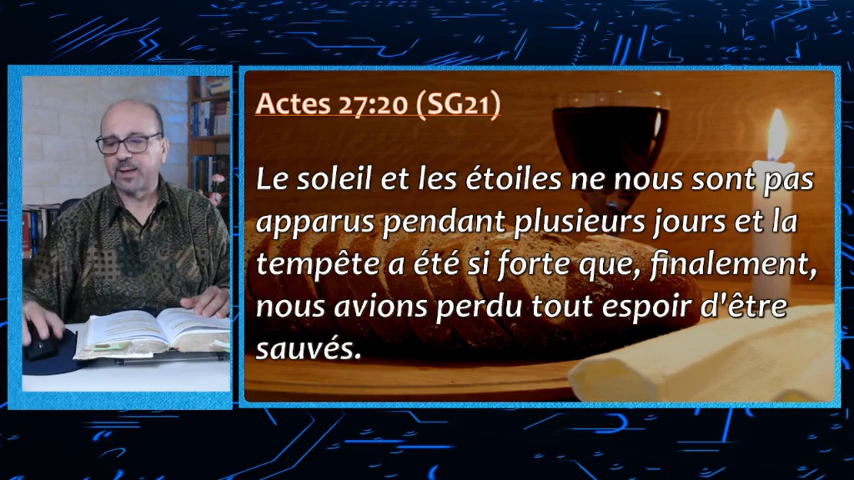 Actes 27:20 (SG21)
Le soleil et les étoiles ne nous sont pas
apparus pendant plusieurs jours et la
tempête a été si forte que, finalement,
nous avions perdu tout espoir d'être
sauvés.